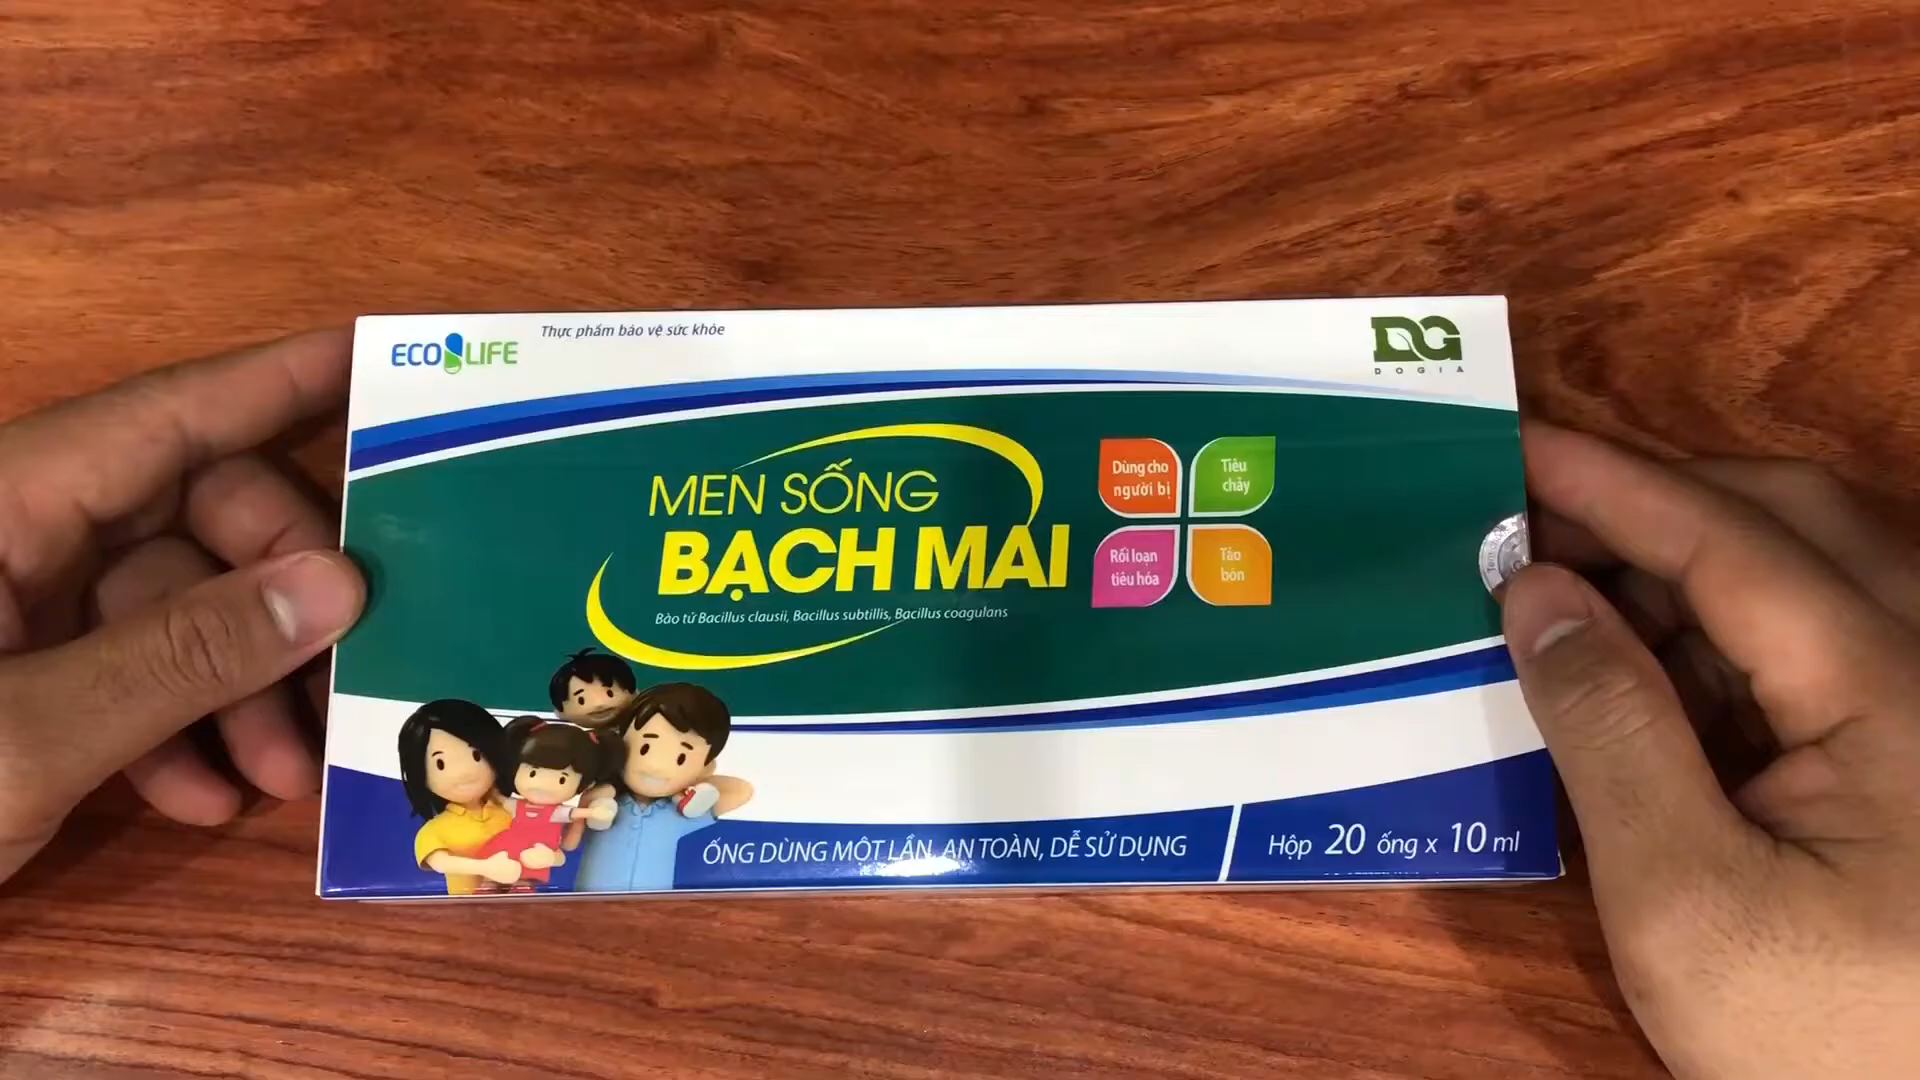 ECO LIFE
Thực phẩm bảo vệ sức khỏe
DG
DOGIA
MEN SỐNG
BẠCH MAI
Bào tử Bacillus clausii, Bacillus subtillis, Bacillus coagulans
Dùng cho
người bị
Tiêu
chảy
Rối loạn
tiêu hóa
Táo
bón
ỐNG DÙNG MỘT LẦN, AN TOÀN, DỄ SỬ DỤNG
Hộp 20 ống x 10 ml